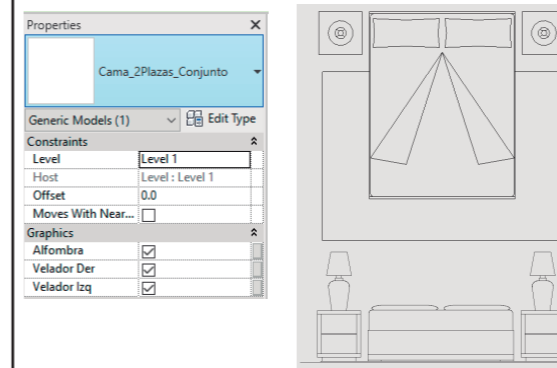 Properties
Cama_2Plazas_Conjunto
Generic Models (1) Edit Type
Constraints
Level Level 1
Host Level : Level 1
Offset 0.0
Moves With Near...
Graphics
Alfombra
Velador Der
Velador Izq